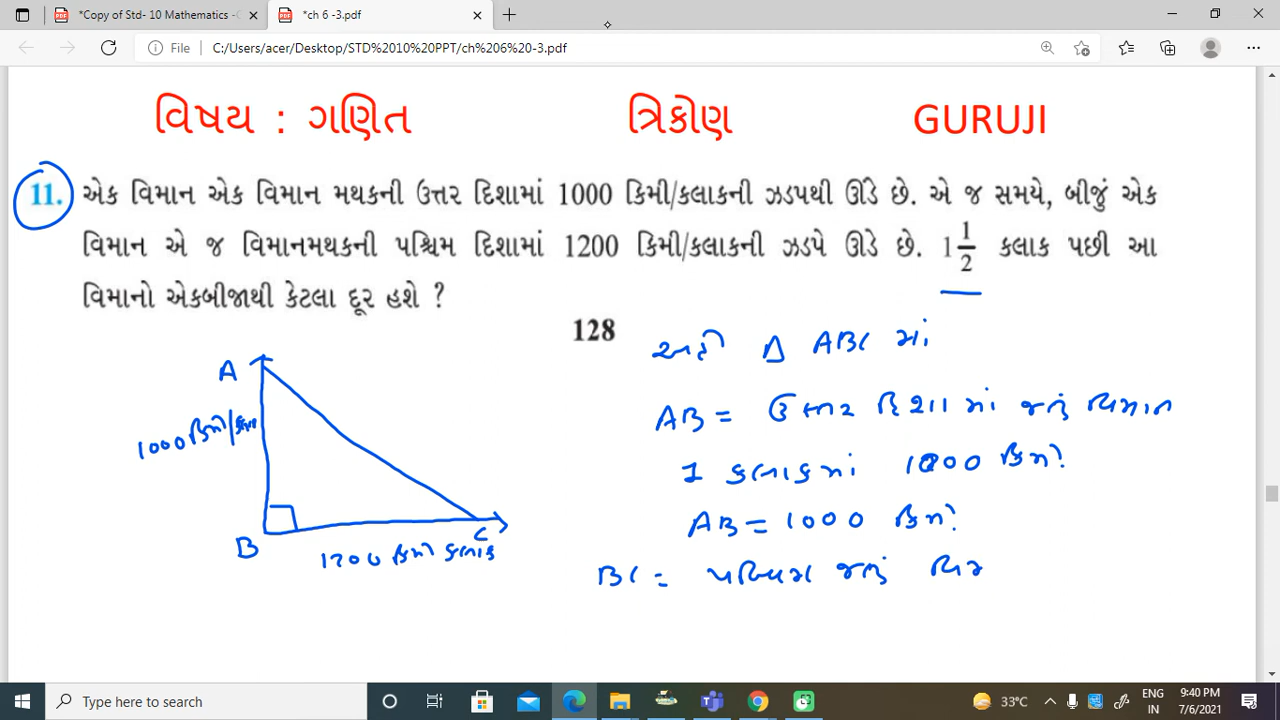 *Copy of Std- 10 Mathematics -
*ch 6 -3.pdf
File C:/Users/acer/Desktop/STD%2010%20PPT/ch%206%20-3.pdf
વિષય : ગણિત ત્રિકોણ GURUJI
11. એક વિમાન એક વિમાન મથકની ઉત્તર દિશામાં 1000 કિમી/કલાકની ઝડપથી ઊડે છે. એ જ સમયે, બીજું એક
વિમાન એ જ વિમાનમથકની પશ્ચિમ દિશામાં 1200 કિમી/કલાકની ઝડપે ઊડે છે. 1 1/2 કલાક પછી આ
વિમાનો એકબીજાથી કેટલા દૂર હશે ?
128
અહીં Δ ABC માં
A
AB = ઉત્તર દિશામાં જતું વિમાન
1000 કિમી/કલાક
1 કલાકમાં 1000 કિમી
AB = 1000 કિમી
B
C
1200 કિમી કલાક
BC = પશ્ચિમ જતું
Type here to search
33°C
ENG
IN
9:40 PM
7/6/2021